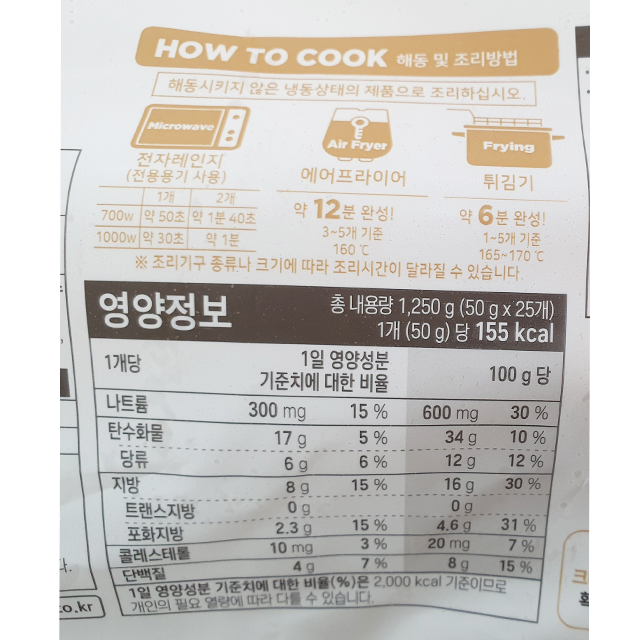 HOW TO COOK 해동 및 조리방법
해동시키지 않은 냉동상태의 제품으로 조리하십시오.
Microwave
전자레인지
(전용용기 사용)
1개 2개
700w 약 50초 약 1분 40초
1000w 약 30초 약 1분
Air Fryer
에어프라이어
약 12분 완성!
3~5개 기준
160 ℃
Frying
튀김기
약 6분 완성!
1~5개 기준
165~170 ℃
※ 조리기구 종류나 크기에 따라 조리시간이 달라질 수 있습니다.
영양정보
총 내용량 1,250 g (50 g x 25개)
1개 (50 g) 당 155 kcal
1개당 1일 영양성분 기준치에 대한 비율 100 g 당
나트륨 300 mg 15 % 600 mg 30 %
탄수화물 17 g 5 % 34 g 10 %
당류 6 g 6 % 12 g 12 %
지방 8 g 15 % 16 g 30 %
트랜스지방 0 g 0 g
포화지방 2.3 g 15 % 4.6 g 31 %
콜레스테롤 10 mg 3 % 20 mg 7 %
단백질 4 g 7 % 8 g 15 %
1일 영양성분 기준치에 대한 비율(%)은 2,000 kcal 기준이므로
개인의 필요 열량에 따라 다를 수 있습니다.
o.kr